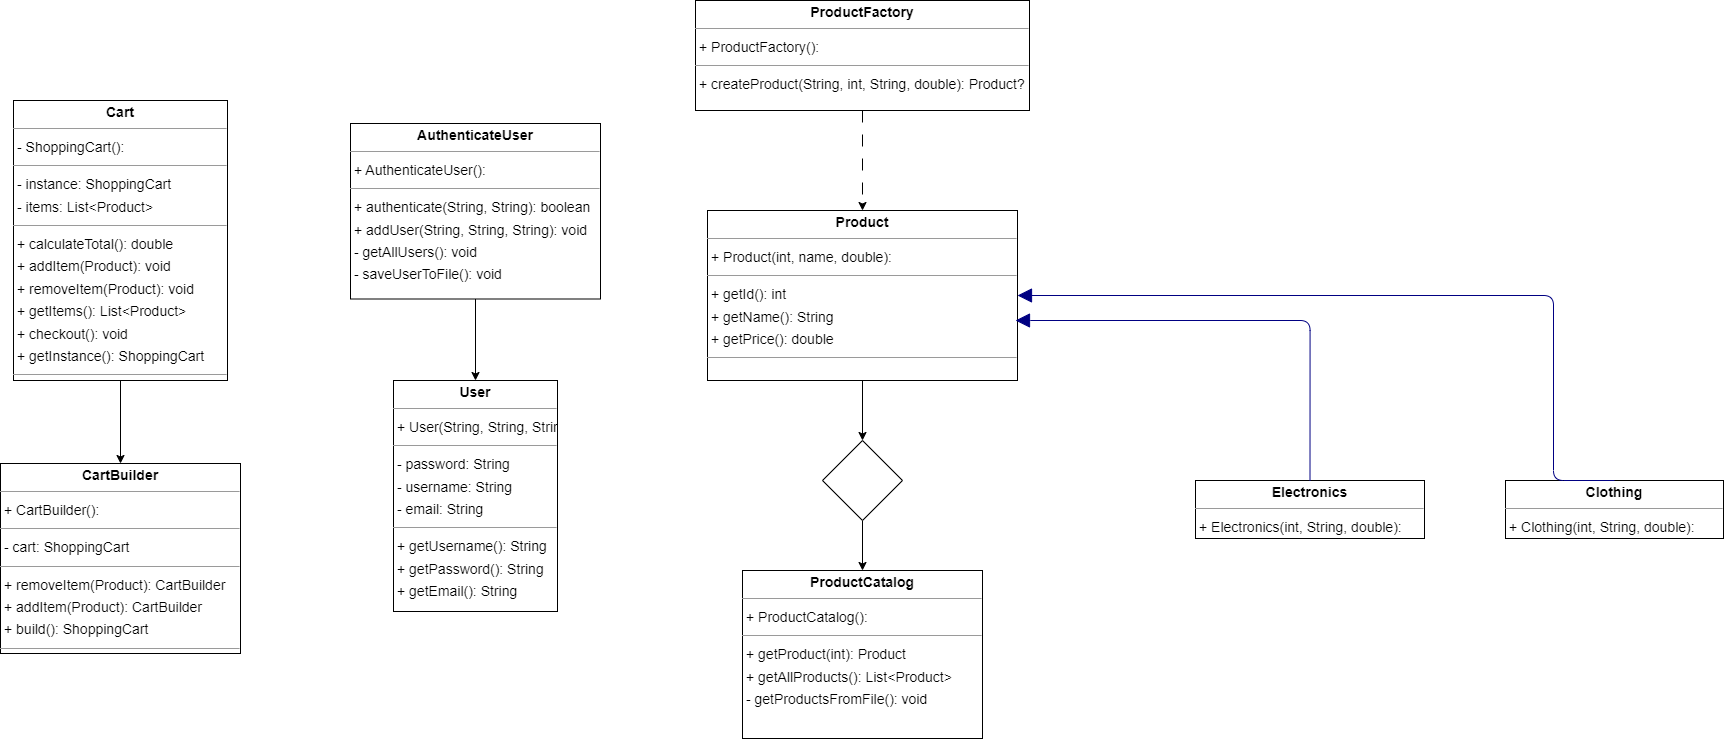 Cart
- ShoppingCart():
- instance: ShoppingCart
- items: List<Product>
+ calculateTotal(): double
+ addItem(Product): void
+ removeItem(Product): void
+ getItems(): List<Product>
+ checkout(): void
+ getInstance(): ShoppingCart
CartBuilder
+ CartBuilder():
- cart: ShoppingCart
+ removeItem(Product): CartBuilder
+ addItem(Product): CartBuilder
+ build(): ShoppingCart
AuthenticateUser
+ AuthenticateUser():
+ authenticate(String, String): boolean
+ addUser(String, String, String): void
- getAllUsers(): void
- saveUserToFile(): void
User
+ User(String, String, Strin
- password: String
- username: String
- email: String
+ getUsername(): String
+ getPassword(): String
+ getEmail(): String
ProductFactory
+ ProductFactory():
+ createProduct(String, int, String, double): Product?
Product
+ Product(int, name, double):
+ getId(): int
+ getName(): String
+ getPrice(): double
ProductCatalog
+ ProductCatalog():
+ getProduct(int): Product
+ getAllProducts(): List<Product>
- getProductsFromFile(): void
Electronics
+ Electronics(int, String, double):
Clothing
+ Clothing(int, String, double):